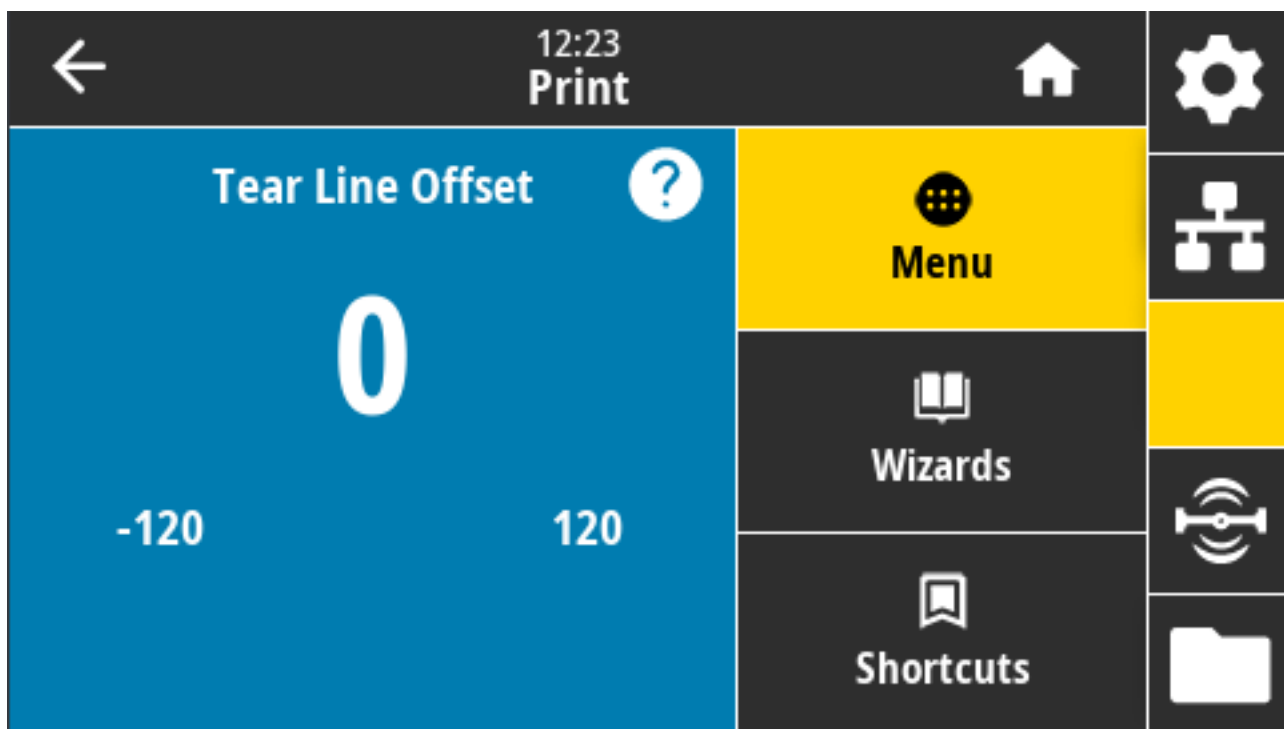 12:23
Print
Tear Line Offset
?
0
-120
120
Menu
Wizards
Shortcuts